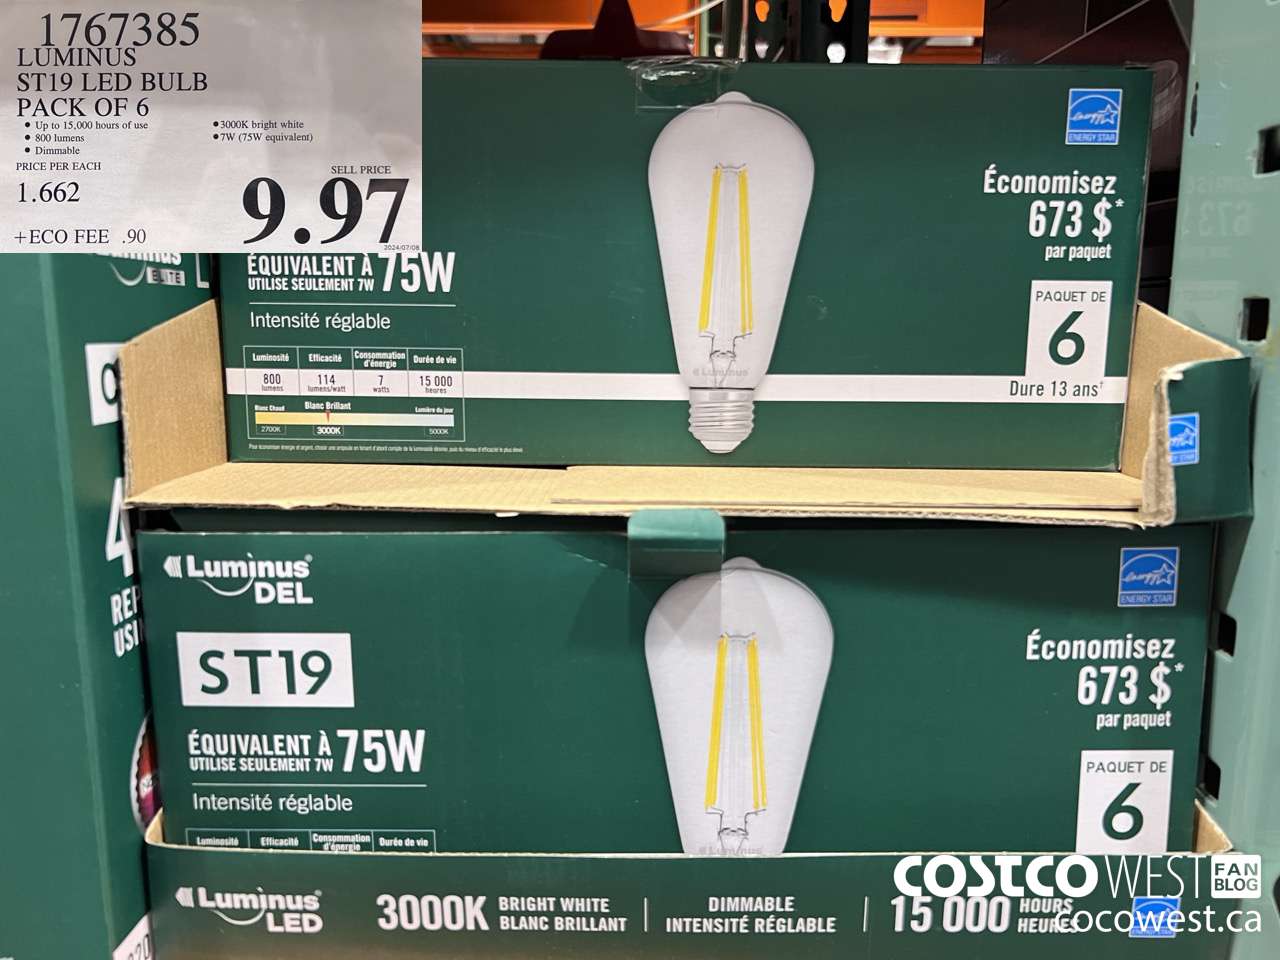 1767385
LUMINUS
ST19 LED BULB
PACK OF 6
• Up to 15,000 hours of use
• 800 lumens
• Dimmable
• 3000K bright white
• 7W (75W equivalent)
PRICE PER EACH
1.662
SELL PRICE
9.97
+ECO FEE .90
2024/07/08
ELITE
ÉQUIVALENT À 75W
UTILISE SEULEMENT 7W
Intensité réglable
Luminosité Efficacité Consommation d'énergie Durée de vie
800 lumens 114 lumens/watt 7 watts 15 000 heures
Blanc Chaud Blanc Brillant Lumière du jour
2700K 3000K 5000K
Luminus
energy
ENERGY STAR
Économisez
673 $*
par paquet
PAQUET DE
6
Dure 13 ans†
Luminus
DEL
ST19
ÉQUIVALENT À 75W
UTILISE SEULEMENT 7W
Intensité réglable
Luminosité Efficacité Consommation d'énergie Durée de vie
Luminus
energy
ENERGY STAR
Économisez
673 $*
par paquet
PAQUET DE
6
Luminus
LED
3000K BRIGHT WHITE
BLANC BRILLANT
DIMMABLE
INTENSITÉ RÉGLABLE
15 000 HOURS
HEURES
COSTCO WEST FAN BLOG
cocowest.ca